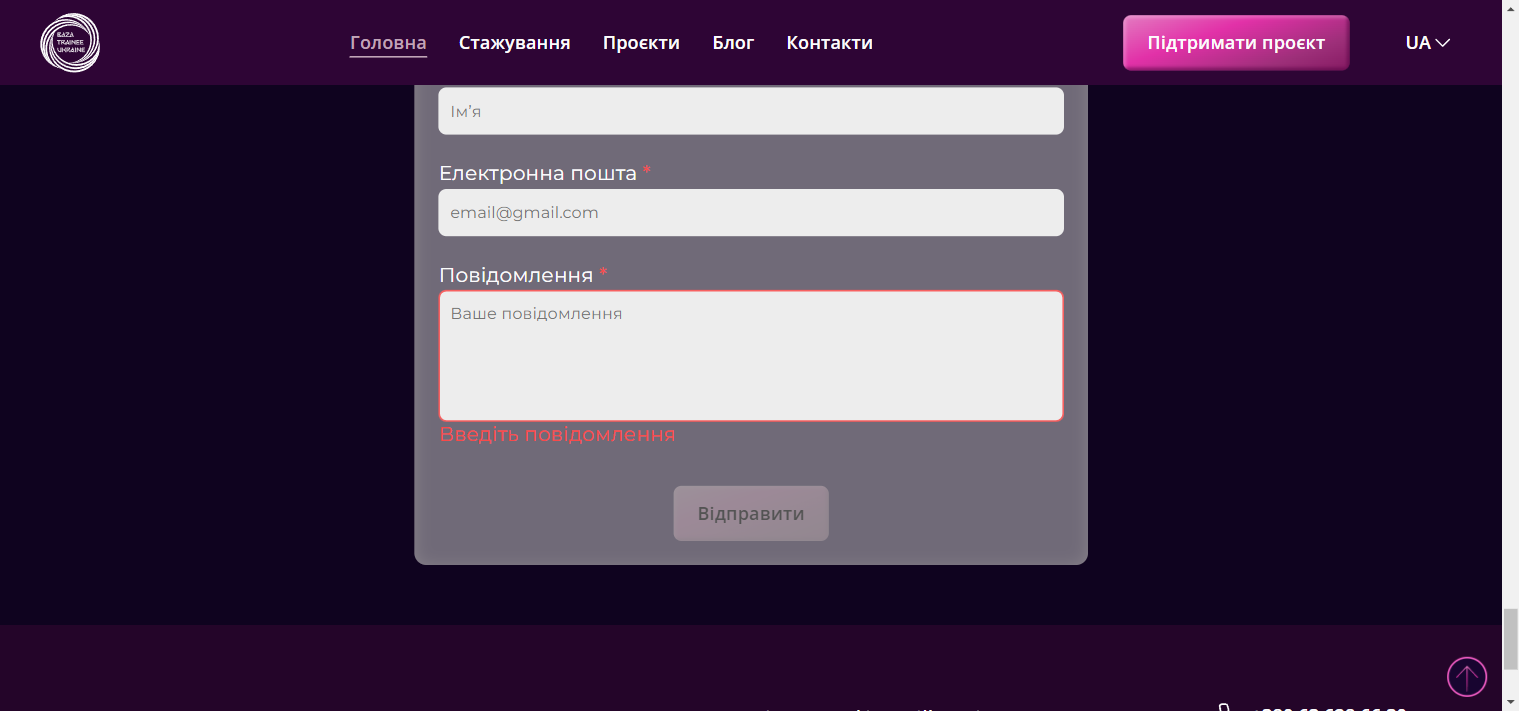 BAZA
TRAINEE
UKRAINE
Головна Стажування Проєкти Блог Контакти Підтримати проєкт UA
Ім’я
Електронна пошта *
email@gmail.com
Повідомлення *
Ваше повідомлення
Введіть повідомлення
Відправити